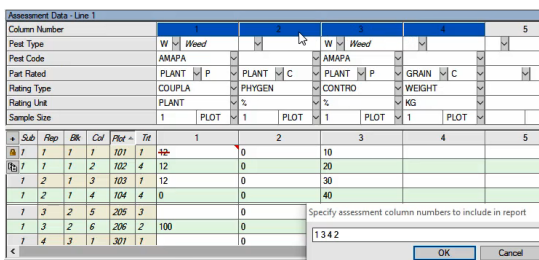 Assessment Data - Line 1
Column Number 1 2 3 4 5
Pest Type W Weed W Weed
Pest Code AMAPA AMAPA
Part Rated PLANT P PLANT C PLANT P GRAIN C
Rating Type COUPLA PHYGEN CONTRO WEIGHT
Rating Unit PLANT % % KG
Sample Size 1 PLOT 1 PLOT 1 PLOT 1 PLOT
+ Sub Rep Blk Col Plot Trt 1 2 3 4 5
1 1 1 1 101 1 12 0 10
1 1 1 2 102 4 12 0 20
1 2 1 3 103 1 12 0 30
1 2 1 4 104 4 0 0 40
1 3 2 5 205 3 0
1 3 2 6 206 2 100 0
1 4 3 1 301 1 0
Specify assessment column numbers to include in report
1 3 4 2
OK Cancel